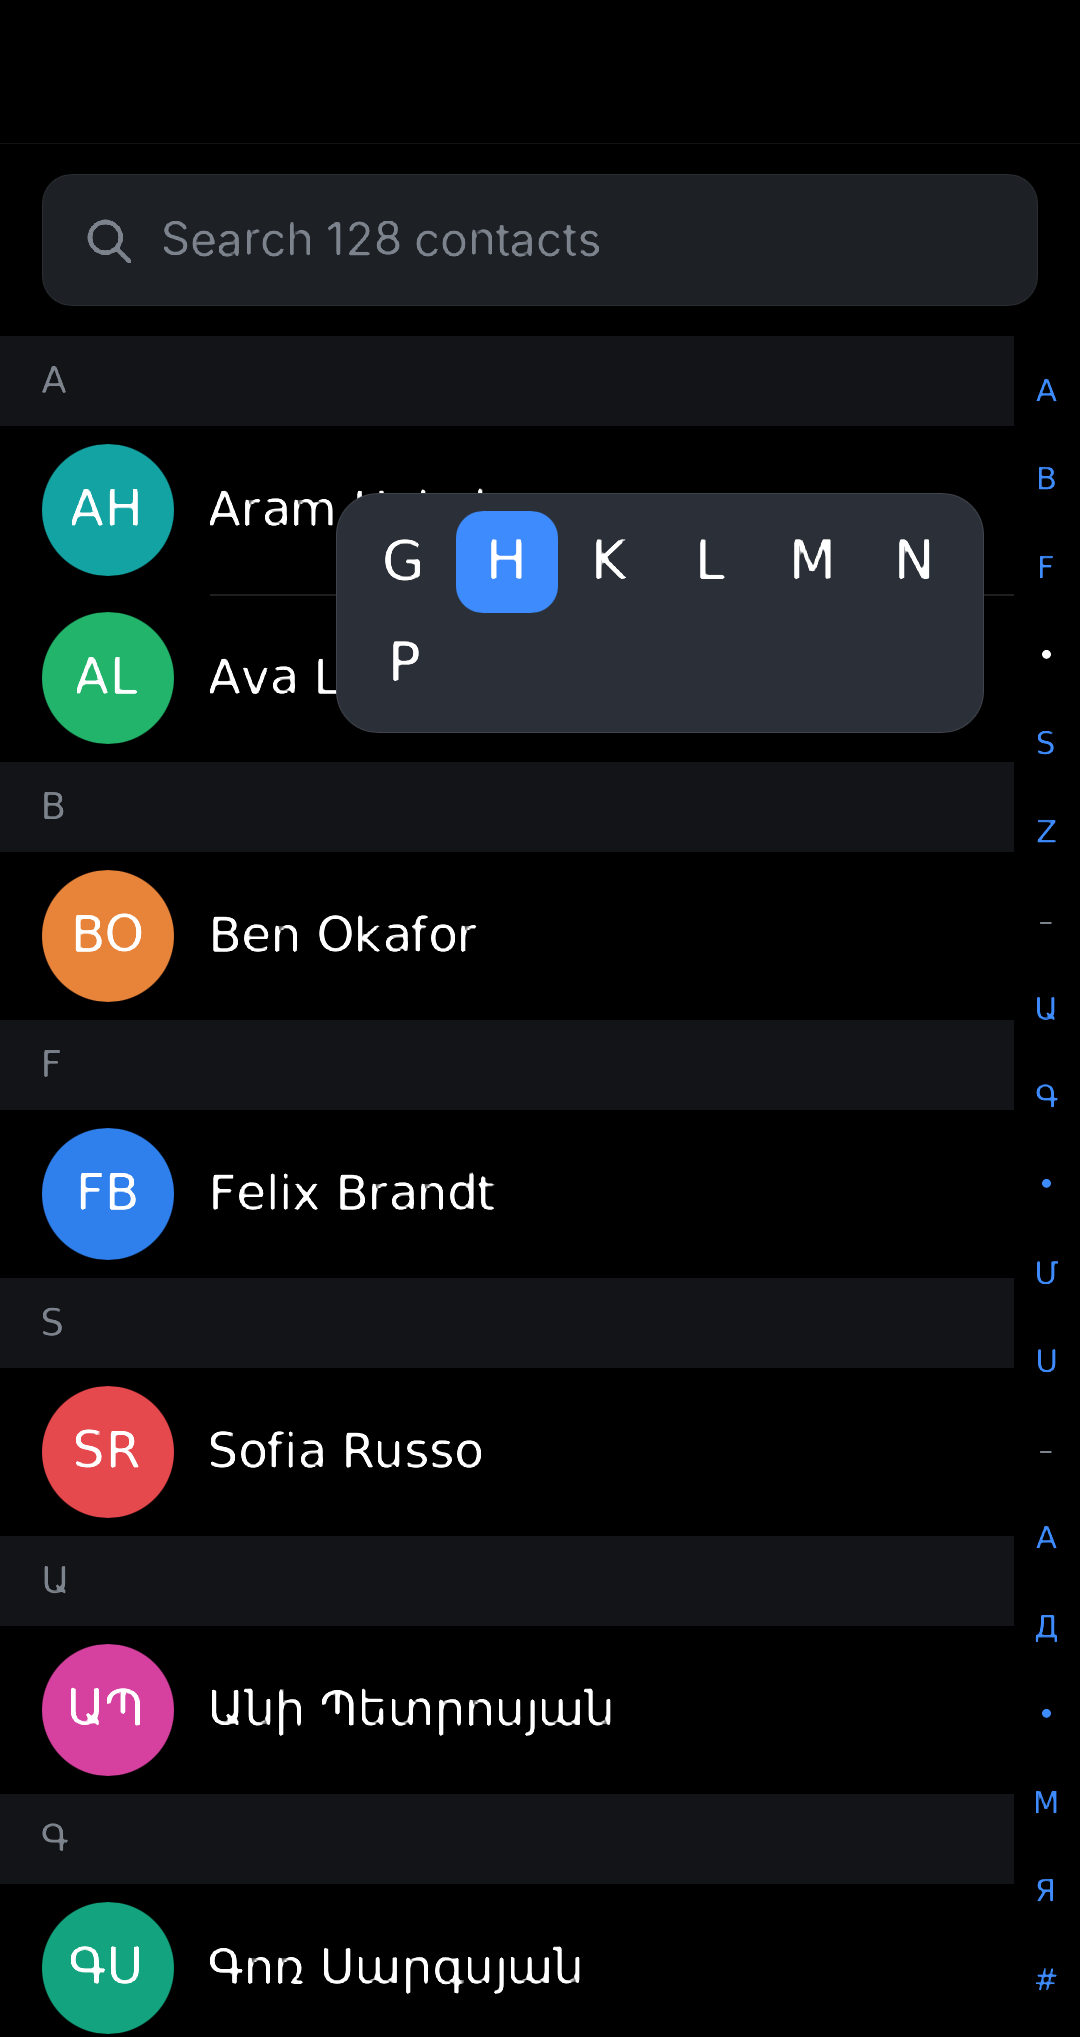 Search 128 contacts
A
AH Aram
G H K L M N
P
AL Ava L
B
BO Ben Okafor
F
FB Felix Brandt
S
SR Sofia Russo
Ա
ԱՊ Անի Պետրոսյան
Գ
ԳՍ Գոռ Սարգսյան
A
B
F
•
S
Z
–
Ա
Գ
•
Մ
Ս
–
А
Д
•
М
Я
#